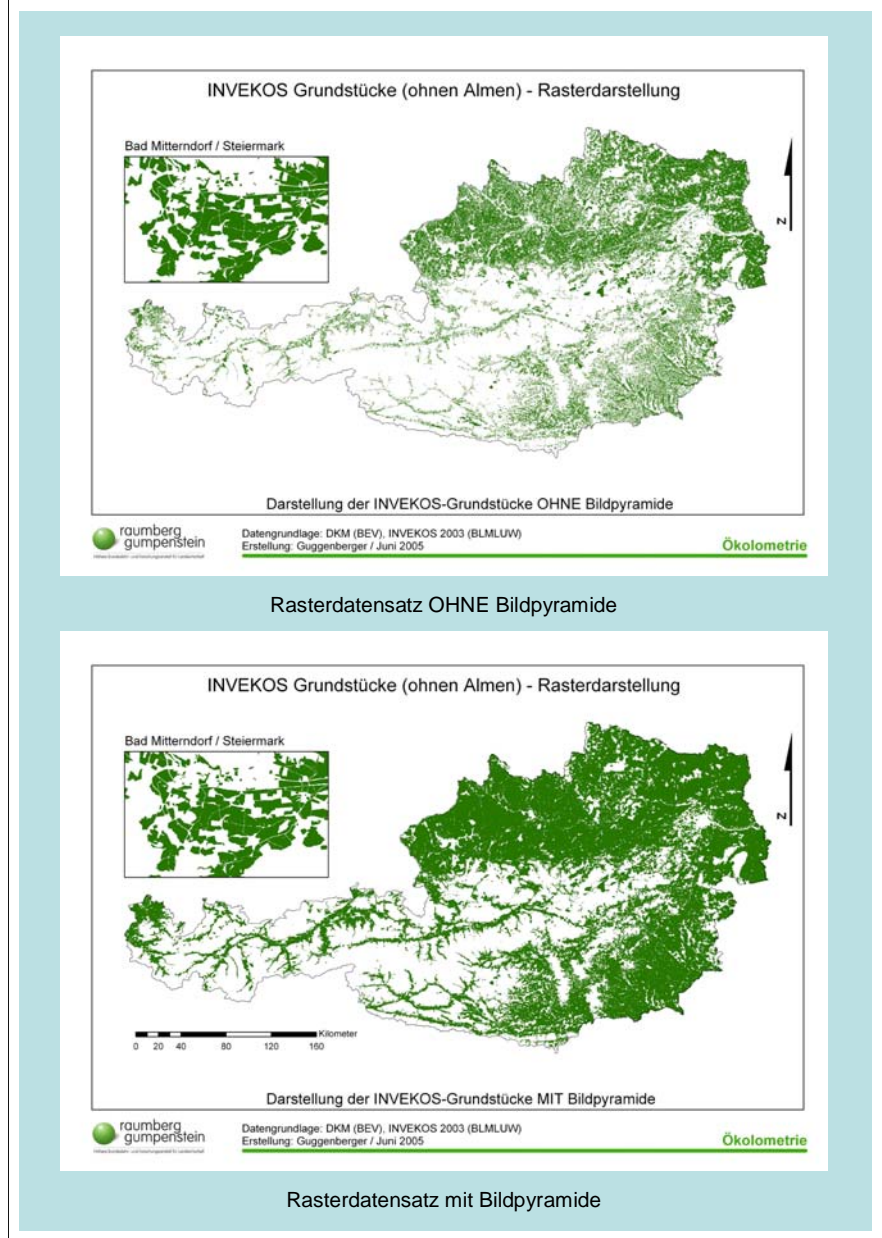 INVEKOS Grundstücke (ohnen Almen) - Rasterdarstellung
Bad Mitterndorf / Steiermark
N
Darstellung der INVEKOS-Grundstücke OHNE Bildpyramide
raumberg
gumpenstein
Datengrundlage: DKM (BEV), INVEKOS 2003 (BLMLUW)
Erstellung: Guggenberger / Juni 2005
Ökolometrie
Rasterdatensatz OHNE Bildpyramide
INVEKOS Grundstücke (ohnen Almen) - Rasterdarstellung
Bad Mitterndorf / Steiermark
N
Kilometer
0 20 40 80 120 160
Darstellung der INVEKOS-Grundstücke MIT Bildpyramide
raumberg
gumpenstein
Datengrundlage: DKM (BEV), INVEKOS 2003 (BLMLUW)
Erstellung: Guggenberger / Juni 2005
Ökolometrie
Rasterdatensatz mit Bildpyramide